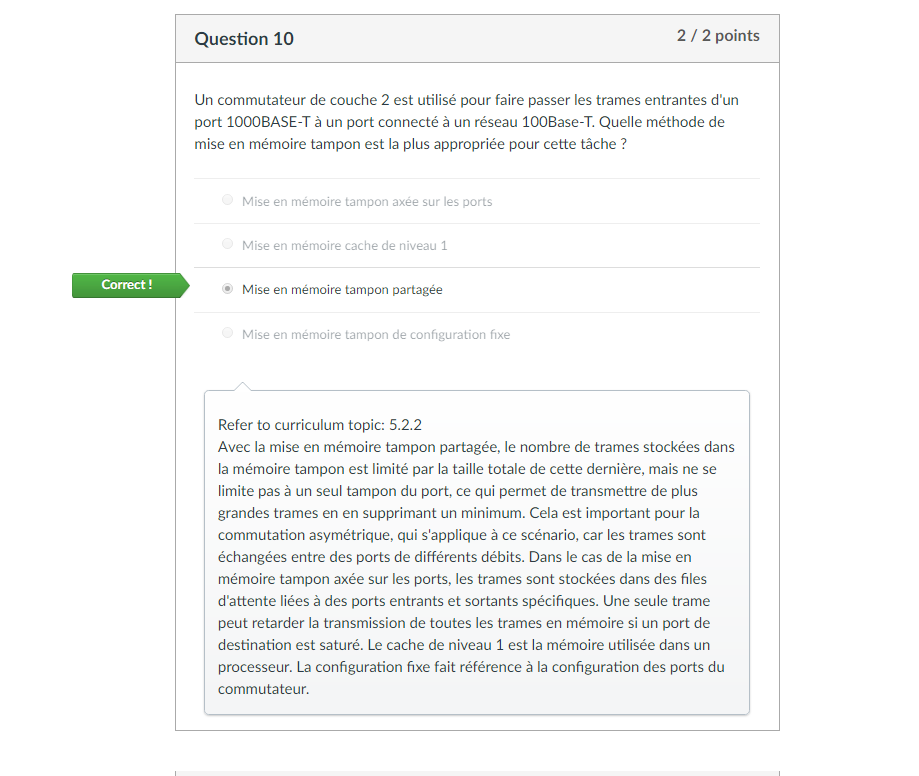 Question 10
2 / 2 points
Un commutateur de couche 2 est utilisé pour faire passer les trames entrantes d'un
port 1000BASE-T à un port connecté à un réseau 100Base-T. Quelle méthode de
mise en mémoire tampon est la plus appropriée pour cette tâche ?
Mise en mémoire tampon axée sur les ports
Mise en mémoire cache de niveau 1
Correct !
Mise en mémoire tampon partagée
Mise en mémoire tampon de configuration fixe
Refer to curriculum topic: 5.2.2
Avec la mise en mémoire tampon partagée, le nombre de trames stockées dans
la mémoire tampon est limité par la taille totale de cette dernière, mais ne se
limite pas à un seul tampon du port, ce qui permet de transmettre de plus
grandes trames en en supprimant un minimum. Cela est important pour la
commutation asymétrique, qui s'applique à ce scénario, car les trames sont
échangées entre des ports de différents débits. Dans le cas de la mise en
mémoire tampon axée sur les ports, les trames sont stockées dans des files
d'attente liées à des ports entrants et sortants spécifiques. Une seule trame
peut retarder la transmission de toutes les trames en mémoire si un port de
destination est saturé. Le cache de niveau 1 est la mémoire utilisée dans un
processeur. La configuration fixe fait référence à la configuration des ports du
commutateur.